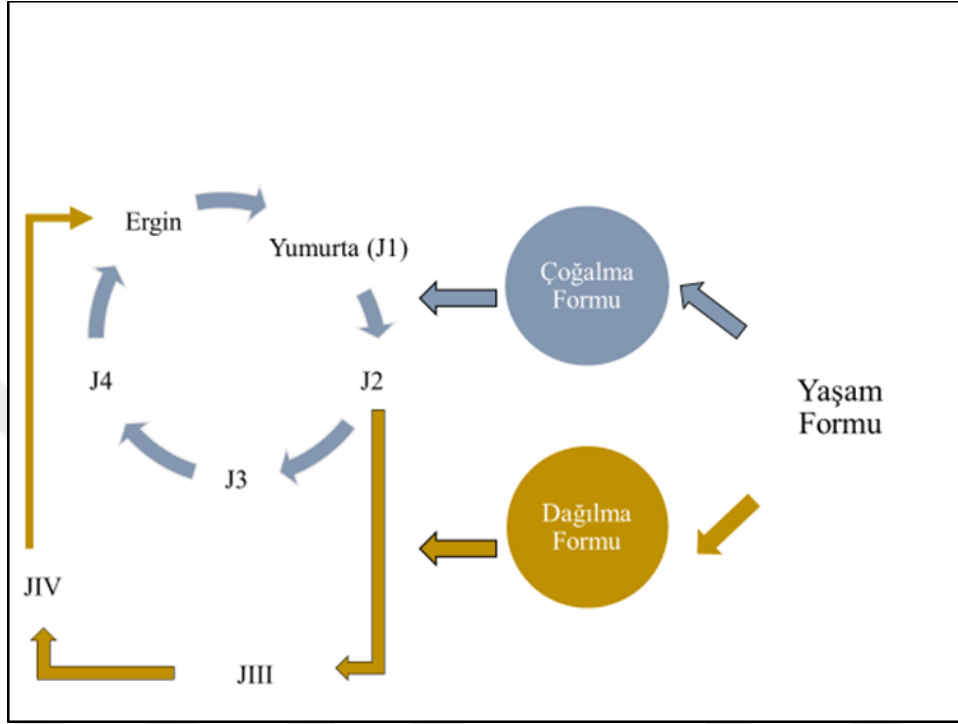 Ergin
Yumurta (J1)
J2
J3
J4
JIII
JIV
Çoğalma
Formu
Dağılma
Formu
Yaşam
Formu